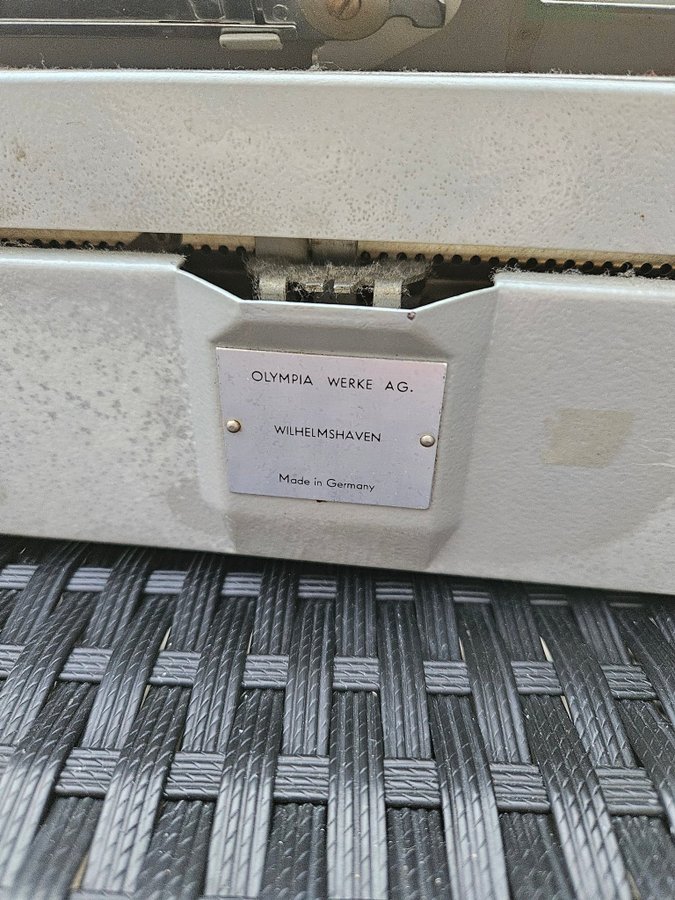 OLYMPIA WERKE AG.
WILHELMSHAVEN
Made in Germany